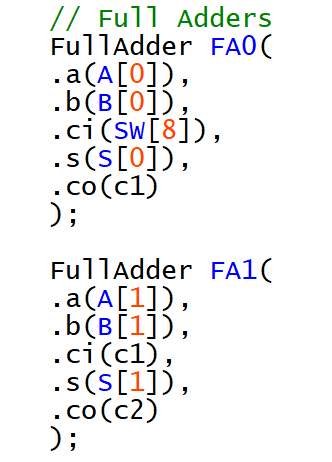 // Full Adders
FullAdder FA0(
.a(A[0]),
.b(B[0]),
.ci(SW[8]),
.s(S[0]),
.co(c1)
);

FullAdder FA1(
.a(A[1]),
.b(B[1]),
.ci(c1),
.s(S[1]),
.co(c2)
);